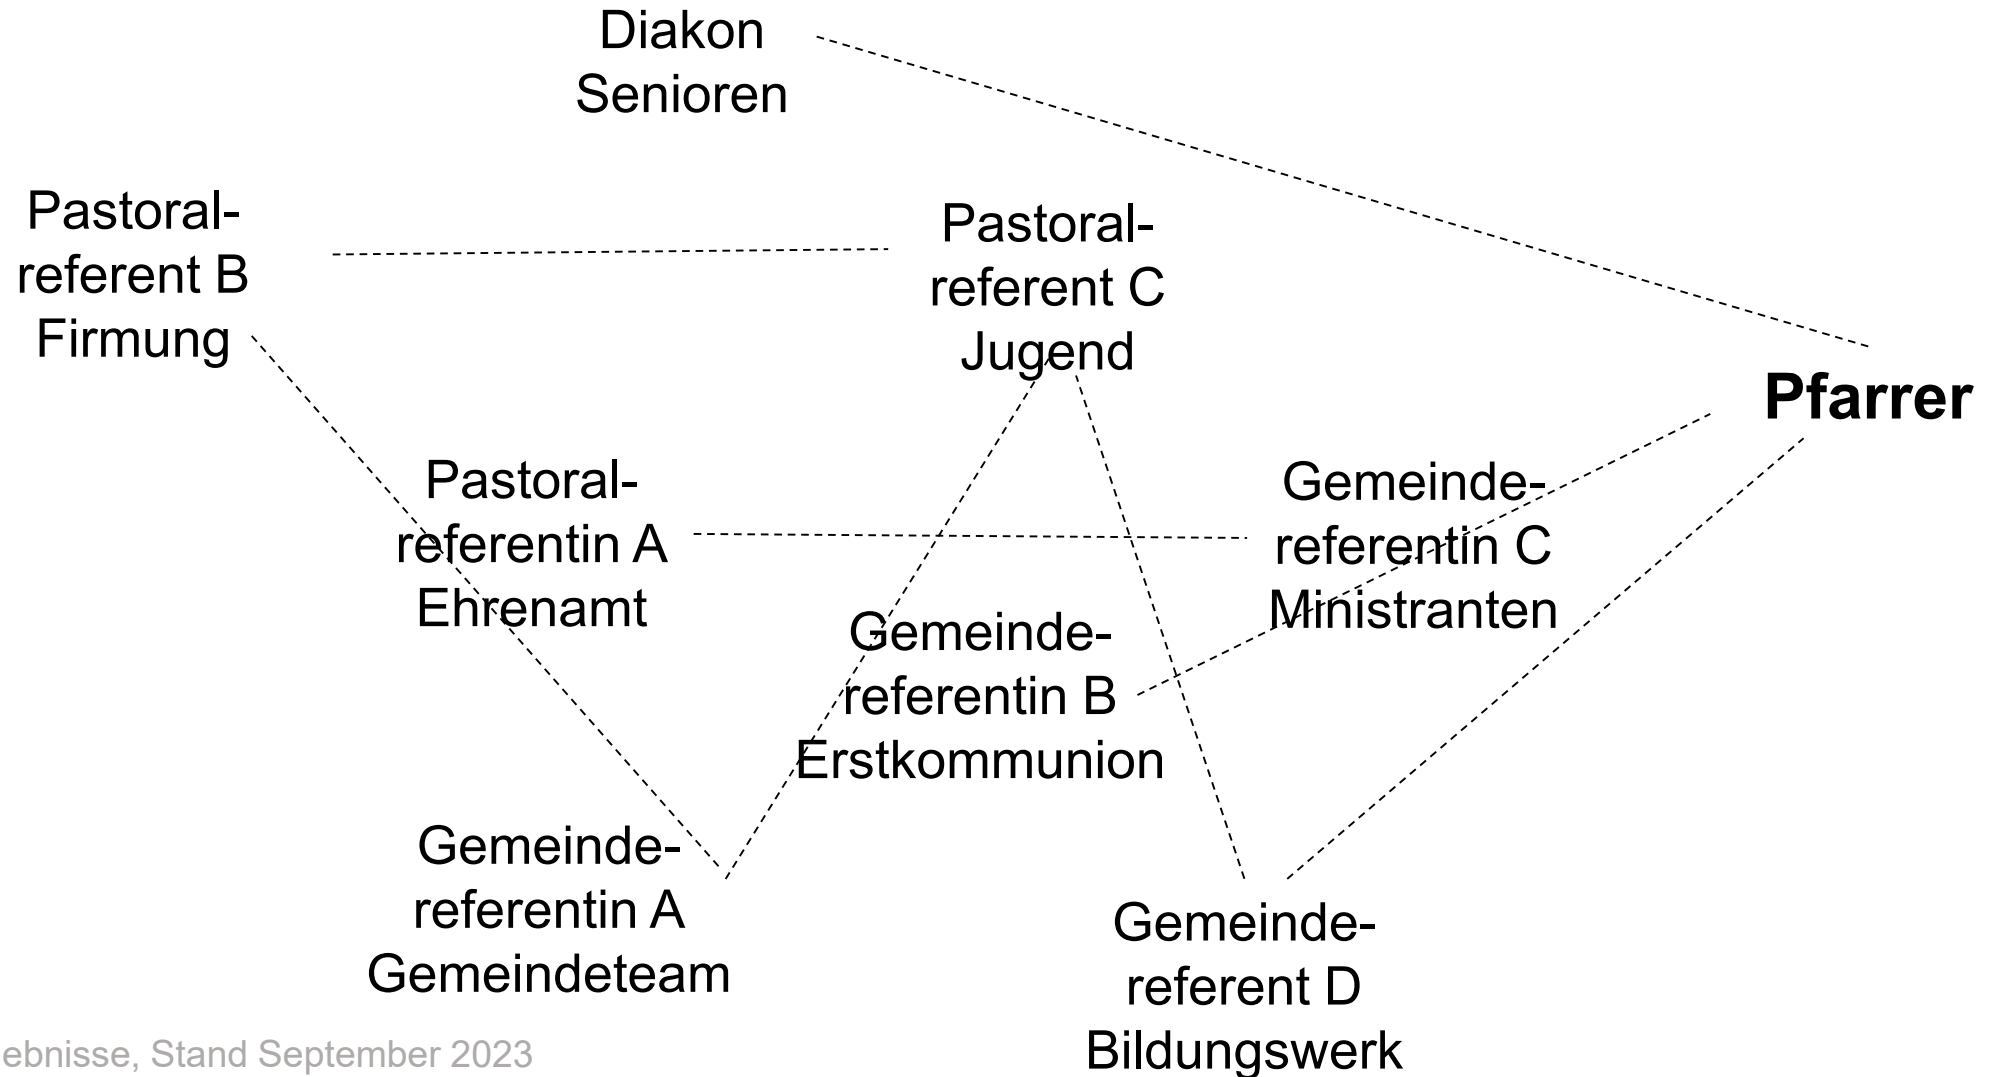 Diakon
Senioren
Pastoral-
referent B
Firmung
Pastoral-
referent C
Jugend
Pfarrer
Pastoral-
referentin A
Ehrenamt
Gemeinde-
referentin C
Ministranten
Gemeinde-
referentin B
Erstkommunion
Gemeinde-
referentin A
Gemeindeteam
Gemeinde-
referent D
Bildungswerk
ebnisse, Stand September 2023